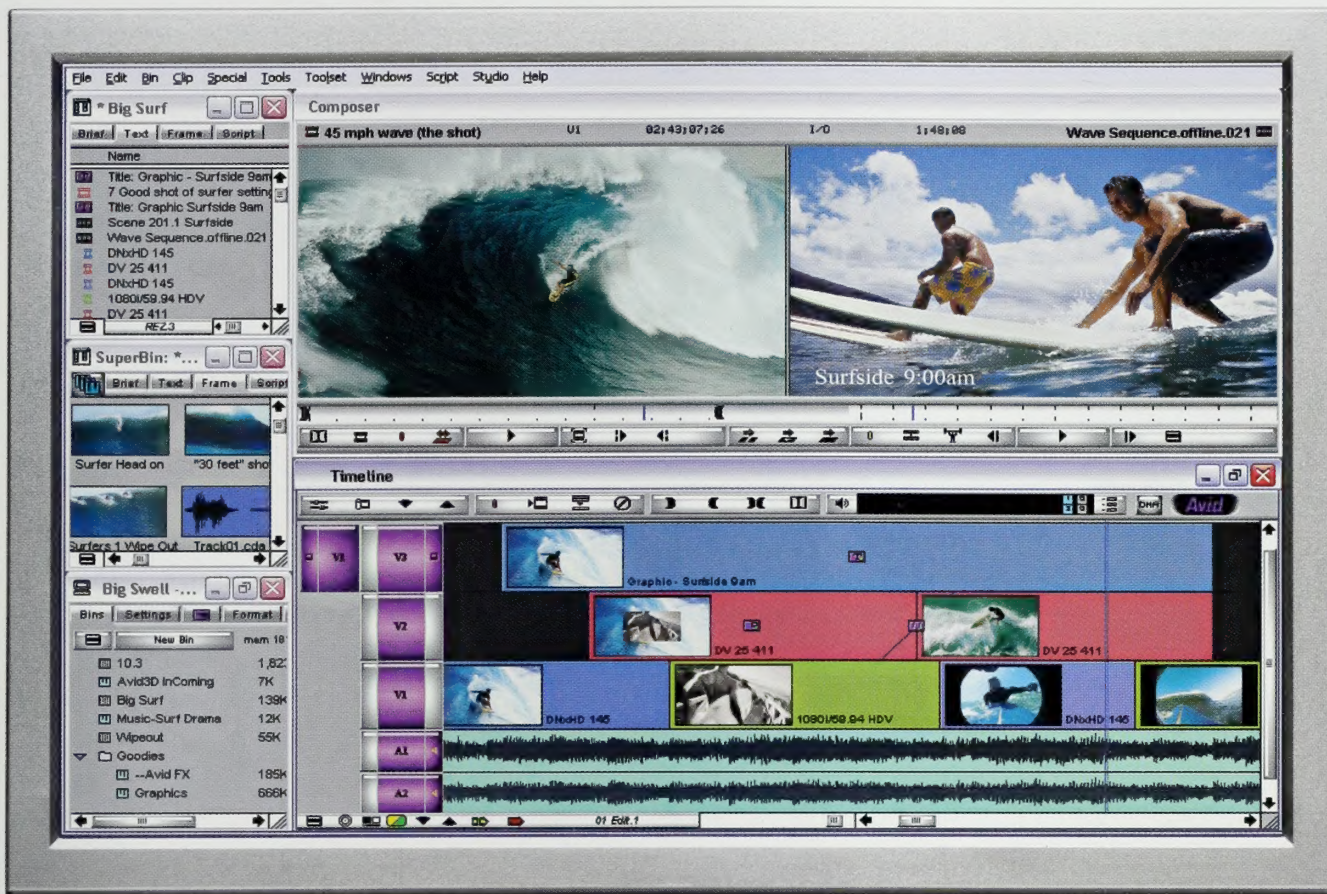 File Edit Bin Clip Special Tools Toolset Windows Script Studio Help
* Big Surf
Brief Text Frame Script
Name
Title: Graphic - Surfside 9am
7 Good shot of surfer setting
Title: Graphic Surfside 9am
Scene 201.1 Surfside
Wave Sequence.offline.021
DNxHD 145
DV 25 411
DNxHD 145
1080i/59.94 HDV
DV 25 411
REZ3
SuperBin: *...
Brief Text Frame Script
Surfer Head on
"30 feet" sho
Surfers 1 Wipe Out
Track01.cda
Big Swell -...
Bins Settings Format
New Bin
mem 18
10.3 1,82
Avid3D InComing 7K
Big Surf 139K
Music-Surf Drama 12K
Wipeout 55K
Goodies
--Avid FX 185K
Graphics 666K
Composer
45 mph wave (the shot) V1 02;43;07;26 I/O 1;48;08 Wave Sequence.offline.021
Surfside 9:00am
Timeline
Avid
V1 V3
Graphic - Surfside 9am
V2
DV 25 411
DV 25 411
V1
DNxHD 145
1080i/59.94 HDV
DNxHD 145
A1
A2
01 Edit.1